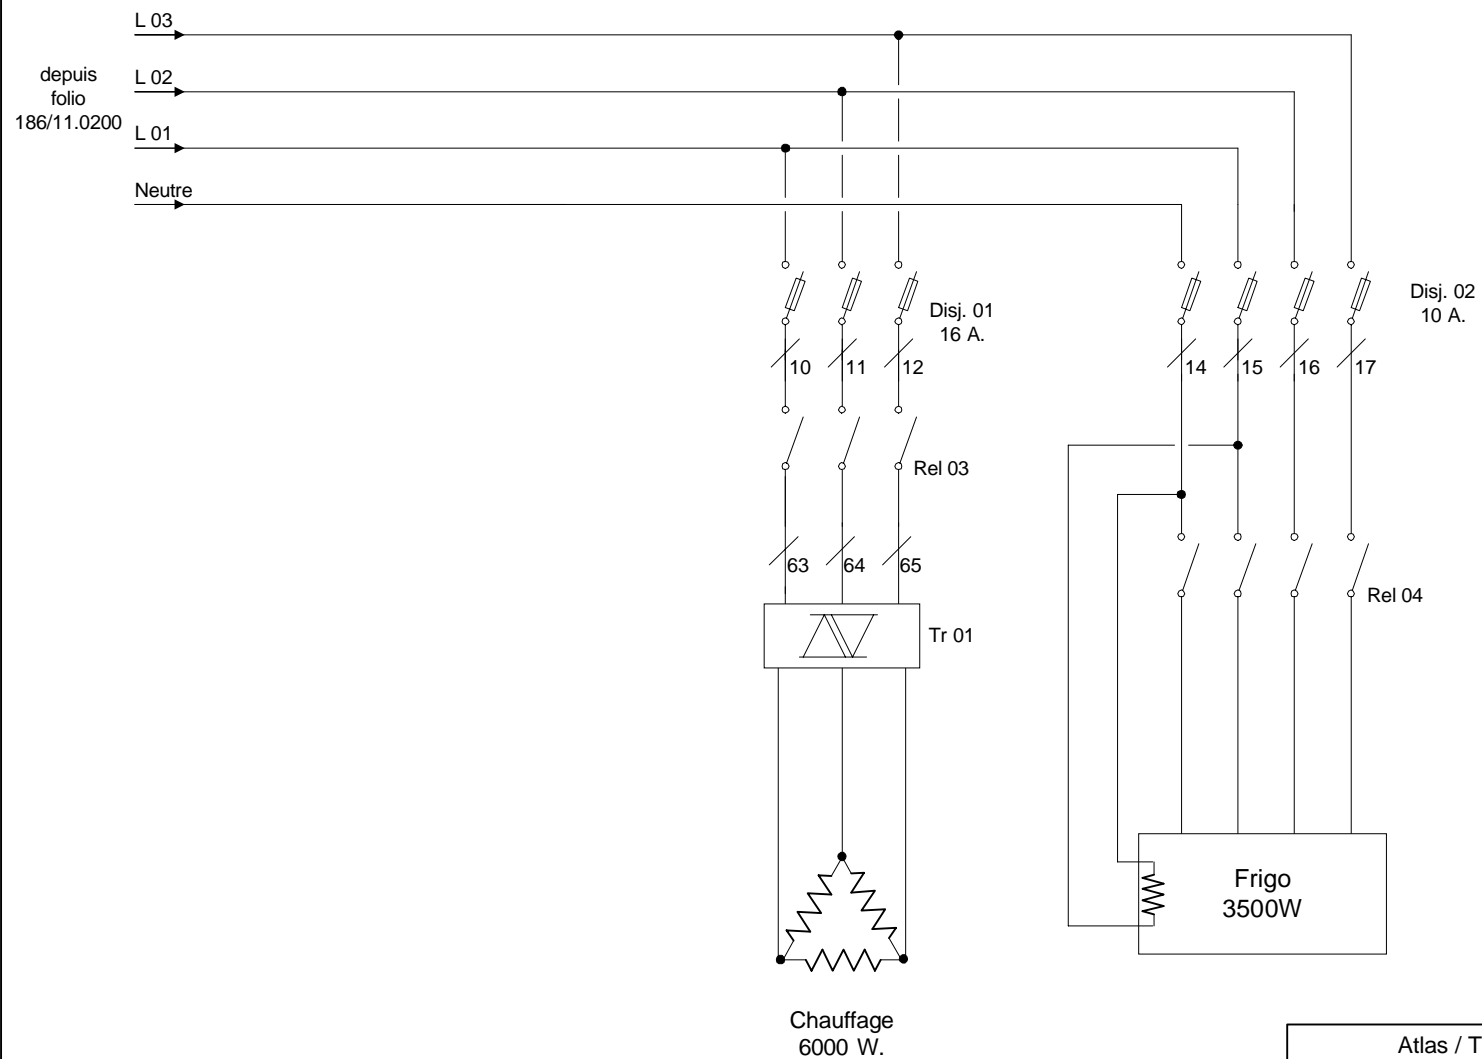 L 03
depuis
folio
186/11.0200
L 02
L 01
Neutre
Disj. 01
16 A.
Disj. 02
10 A.
10
11
12
14
15
16
17
Rel 03
63
64
65
Rel 04
Tr 01
Frigo
3500W
Chauffage
6000 W.
Atlas / T